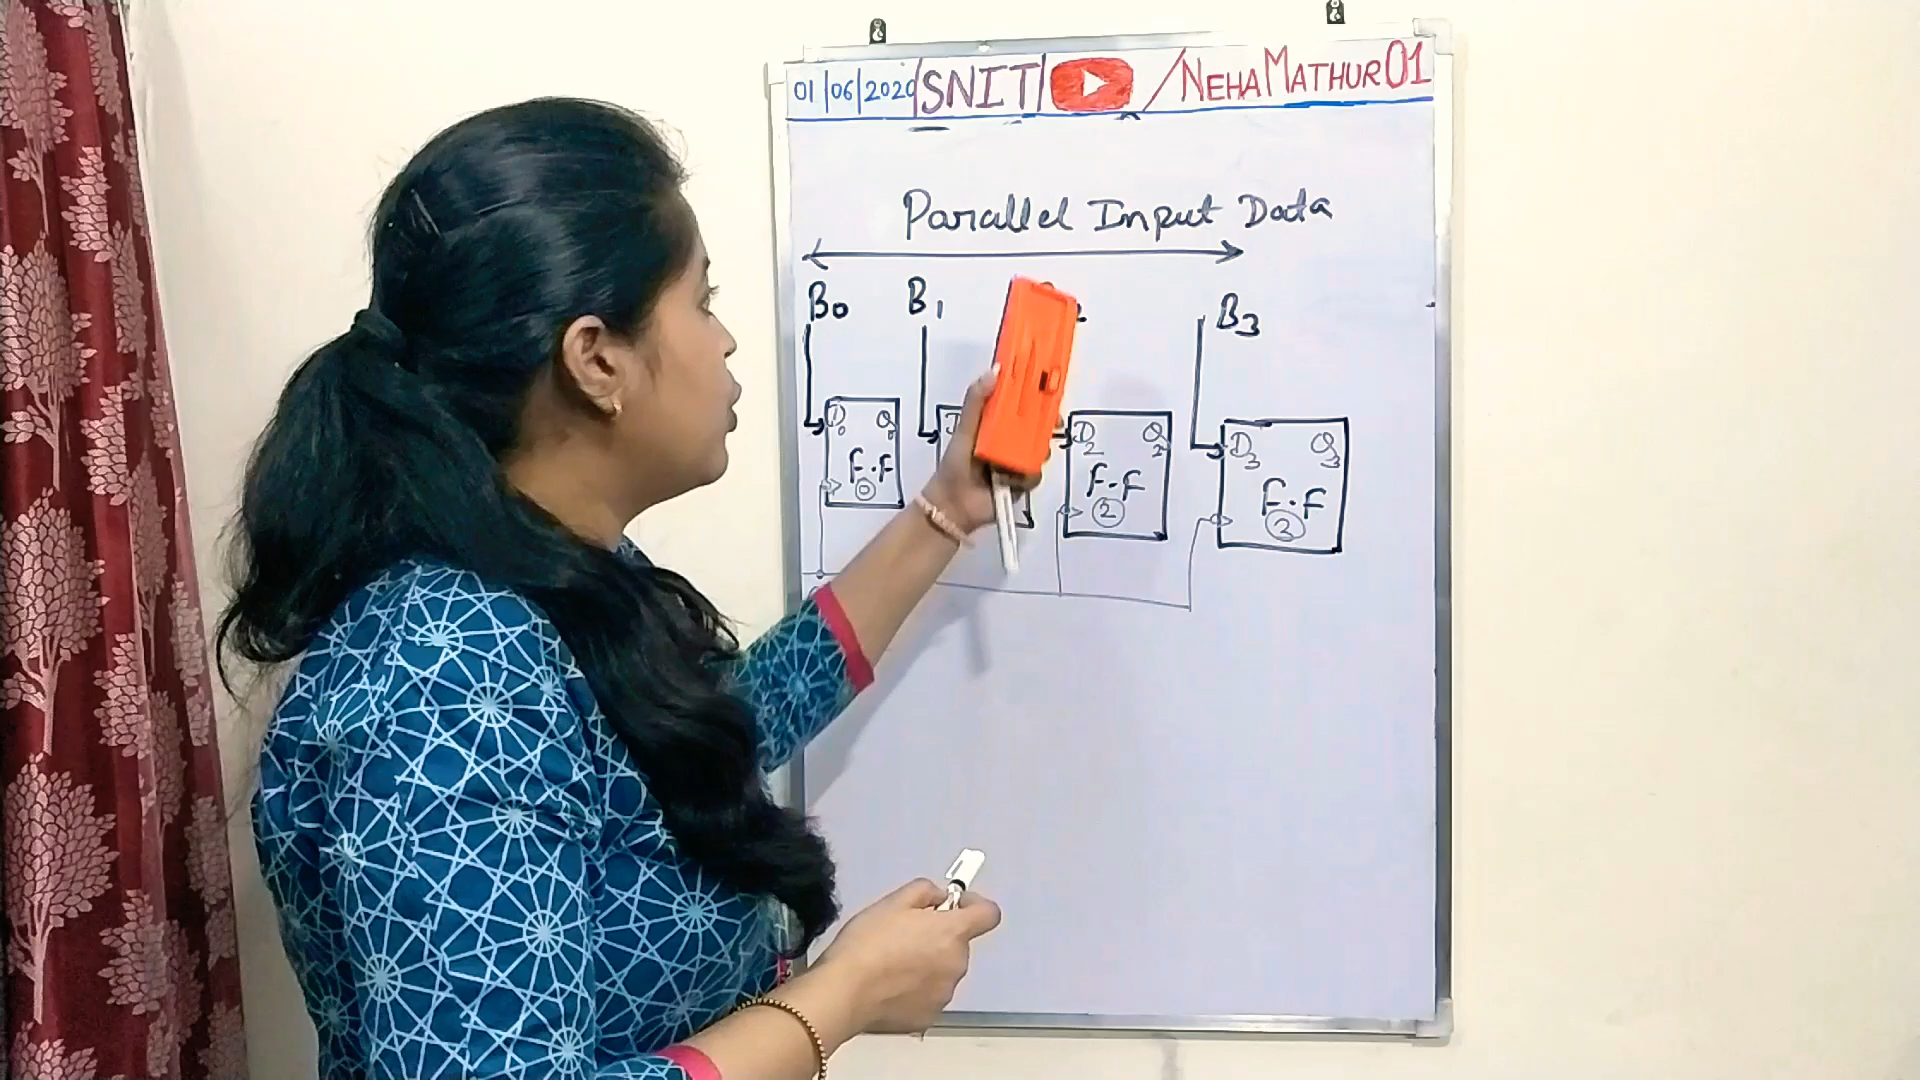 01/06/2020 SNIT /NEHAMATHUR01
Parallel Input Data
B0 B1 2 B3
D0 Q0 D2 Q2 D3 Q3
F.F F.F F.F
0 2 3